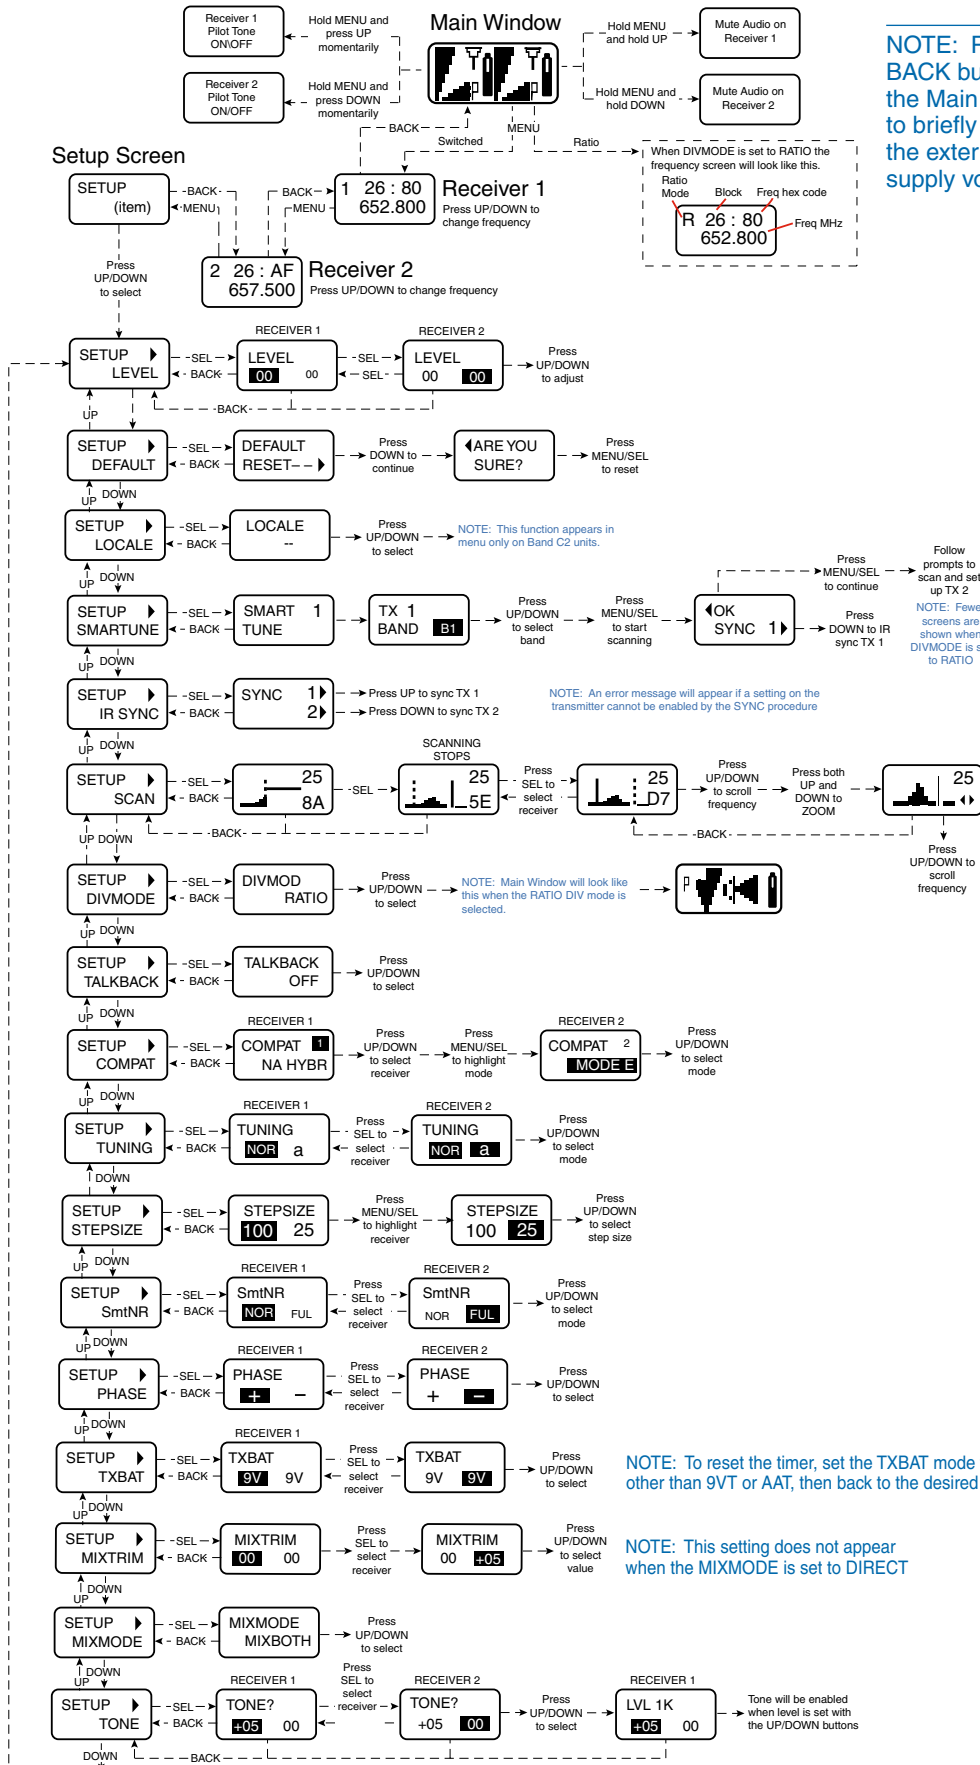 Receiver 1
Pilot Tone
ON\OFF
Hold MENU and
press UP
momentarily
Main Window
Hold MENU
and hold UP
Mute Audio on
Receiver 1
Receiver 2
Pilot Tone
ON/OFF
Hold MENU and
press DOWN
momentarily
Hold MENU and
hold DOWN
Mute Audio on
Receiver 2
NOTE:
BACK
the Main
to briefly
the exter
supply
BACK
MENU
Switched
Ratio
When DIVMODE is set to RATIO the
frequency screen will look like this.
Ratio
Mode
Block
Freq hex code
R 26 : 80
652.800
Freq MHz
Setup Screen
SETUP
(item)
BACK
MENU
BACK
MENU
1 26 : 80
652.800
Receiver 1
Press UP/DOWN to
change frequency
2 26 : AF
657.500
Receiver 2
Press UP/DOWN to change frequency
Press
UP/DOWN
to select
RECEIVER 1
RECEIVER 2
SETUP
LEVEL
SEL
BACK
LEVEL
00 00
SEL
SEL
LEVEL
00 00
Press
UP/DOWN
to adjust
BACK
UP
SETUP
DEFAULT
SEL
BACK
DEFAULT
RESET--
Press
DOWN to
continue
ARE YOU
SURE?
Press
MENU/SEL
to reset
UP DOWN
SETUP
LOCALE
SEL
BACK
LOCALE
--
Press
UP/DOWN
to select
NOTE: This function appears in
menu only on Band C2 units.
UP DOWN
SETUP
SMARTUNE
SEL
BACK
SMART 1
TUNE
TX 1
BAND B1
Press
UP/DOWN
to select
band
Press
MENU/SEL
to start
scanning
OK
SYNC 1
Press
MENU/SEL
to continue
Follow
prompts to
scan and set
up TX 2
Press
DOWN to IR
sync TX 1
NOTE: Fewe
screens are
shown when
DIVMODE is s
to RATIO
UP DOWN
SETUP
IR SYNC
SEL
BACK
SYNC 1
2
Press UP to sync TX 1
Press DOWN to sync TX 2
NOTE: An error message will appear if a setting on the
transmitter cannot be enabled by the SYNC procedure
UP DOWN
SETUP
SCAN
SEL
BACK
25
8A
SEL
SCANNING
STOPS
25
5E
Press
SEL to
select
receiver
25
D7
Press
UP/DOWN
to scroll
frequency
Press both
UP and
DOWN to
ZOOM
25
BACK
BACK
Press
UP/DOWN to
scroll
frequency
UP DOWN
SETUP
DIVMODE
SEL
BACK
DIVMOD
RATIO
Press
UP/DOWN
to select
NOTE: Main Window will look like
this when the RATIO DIV mode is
selected.
P
UP DOWN
SETUP
TALKBACK
SEL
BACK
TALKBACK
OFF
Press
UP/DOWN
to select
UP DOWN
RECEIVER 1
RECEIVER 2
SETUP
COMPAT
SEL
BACK
COMPAT 1
NA HYBR
Press
UP/DOWN
to select
receiver
Press
MENU/SEL
to highlight
mode
COMPAT 2
MODE E
Press
UP/DOWN
to select
mode
UP DOWN
RECEIVER 1
RECEIVER 2
SETUP
TUNING
SEL
BACK
TUNING
NOR a
Press
SEL to
select
receiver
TUNING
NOR a
Press
UP/DOWN
to select
mode
DOWN
SETUP
STEPSIZE
SEL
BACK
STEPSIZE
100 25
Press
MENU/SEL
to highlight
receiver
STEPSIZE
100 25
Press
UP/DOWN
to select
step size
UP DOWN
RECEIVER 1
RECEIVER 2
SETUP
SmtNR
SEL
BACK
SmtNR
NOR FUL
Press
SEL to
select
receiver
SmtNR
NOR FUL
Press
UP/DOWN
to select
mode
UP DOWN
RECEIVER 1
RECEIVER 2
SETUP
PHASE
SEL
BACK
PHASE
+ −
Press
SEL to
select
receiver
PHASE
+ −
Press
UP/DOWN
to select
UP DOWN
RECEIVER 1
SETUP
TXBAT
SEL
BACK
TXBAT
9V 9V
Press
SEL to
select
receiver
TXBAT
9V 9V
Press
UP/DOWN
to select
NOTE: To reset the timer, set the TXBAT mode
other than 9VT or AAT, then back to the desired
UP DOWN
SETUP
MIXTRIM
SEL
BACK
MIXTRIM
00 00
Press
SEL to
select
receiver
MIXTRIM
00 +05
Press
UP/DOWN
to select
value
NOTE: This setting does not appear
when the MIXMODE is set to DIRECT
UP DOWN
SETUP
MIXMODE
SEL
BACK
MIXMODE
MIXBOTH
Press
UP/DOWN
to select
UP DOWN
RECEIVER 1
RECEIVER 2
RECEIVER 1
SETUP
TONE
SEL
BACK
TONE?
+05 00
Press
SEL to
select
receiver
TONE?
+05 00
Press
UP/DOWN
to select
LVL 1K
+05 00
Tone will be enabled
when level is set with
the UP/DOWN buttons
BACK
DOWN